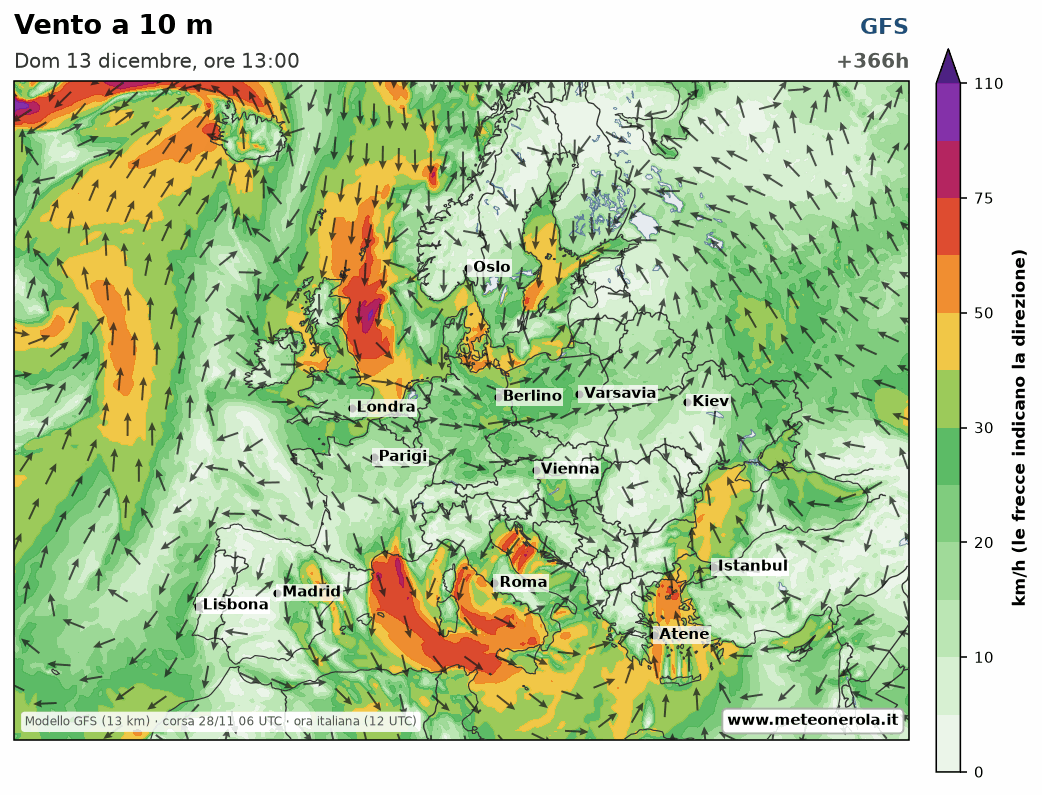 Vento a 10 m
GFS
Dom 13 dicembre, ore 13:00
+366h
110
75
50
30
20
10
0
km/h (le frecce indicano la direzione)
Oslo
Berlino
Varsavia
Kiev
Londra
Parigi
Vienna
Istanbul
Roma
Madrid
Lisbona
Atene
Modello GFS (13 km) · corsa 28/11 06 UTC · ora italiana (12 UTC)
www.meteonerola.it